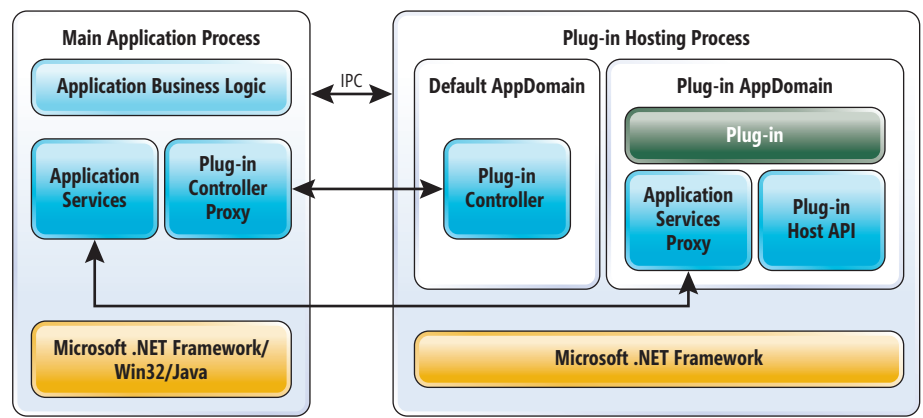 Main Application Process
Application Business Logic
Application
Services
Plug-in
Controller
Proxy
Microsoft .NET Framework/
Win32/Java
IPC
Plug-in Hosting Process
Default AppDomain
Plug-in
Controller
Plug-in AppDomain
Plug-in
Application
Services
Proxy
Plug-in
Host API
Microsoft .NET Framework